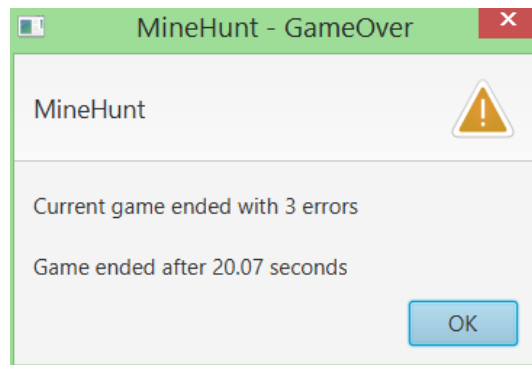 MineHunt - GameOver
MineHunt
Current game ended with 3 errors
Game ended after 20.07 seconds
OK